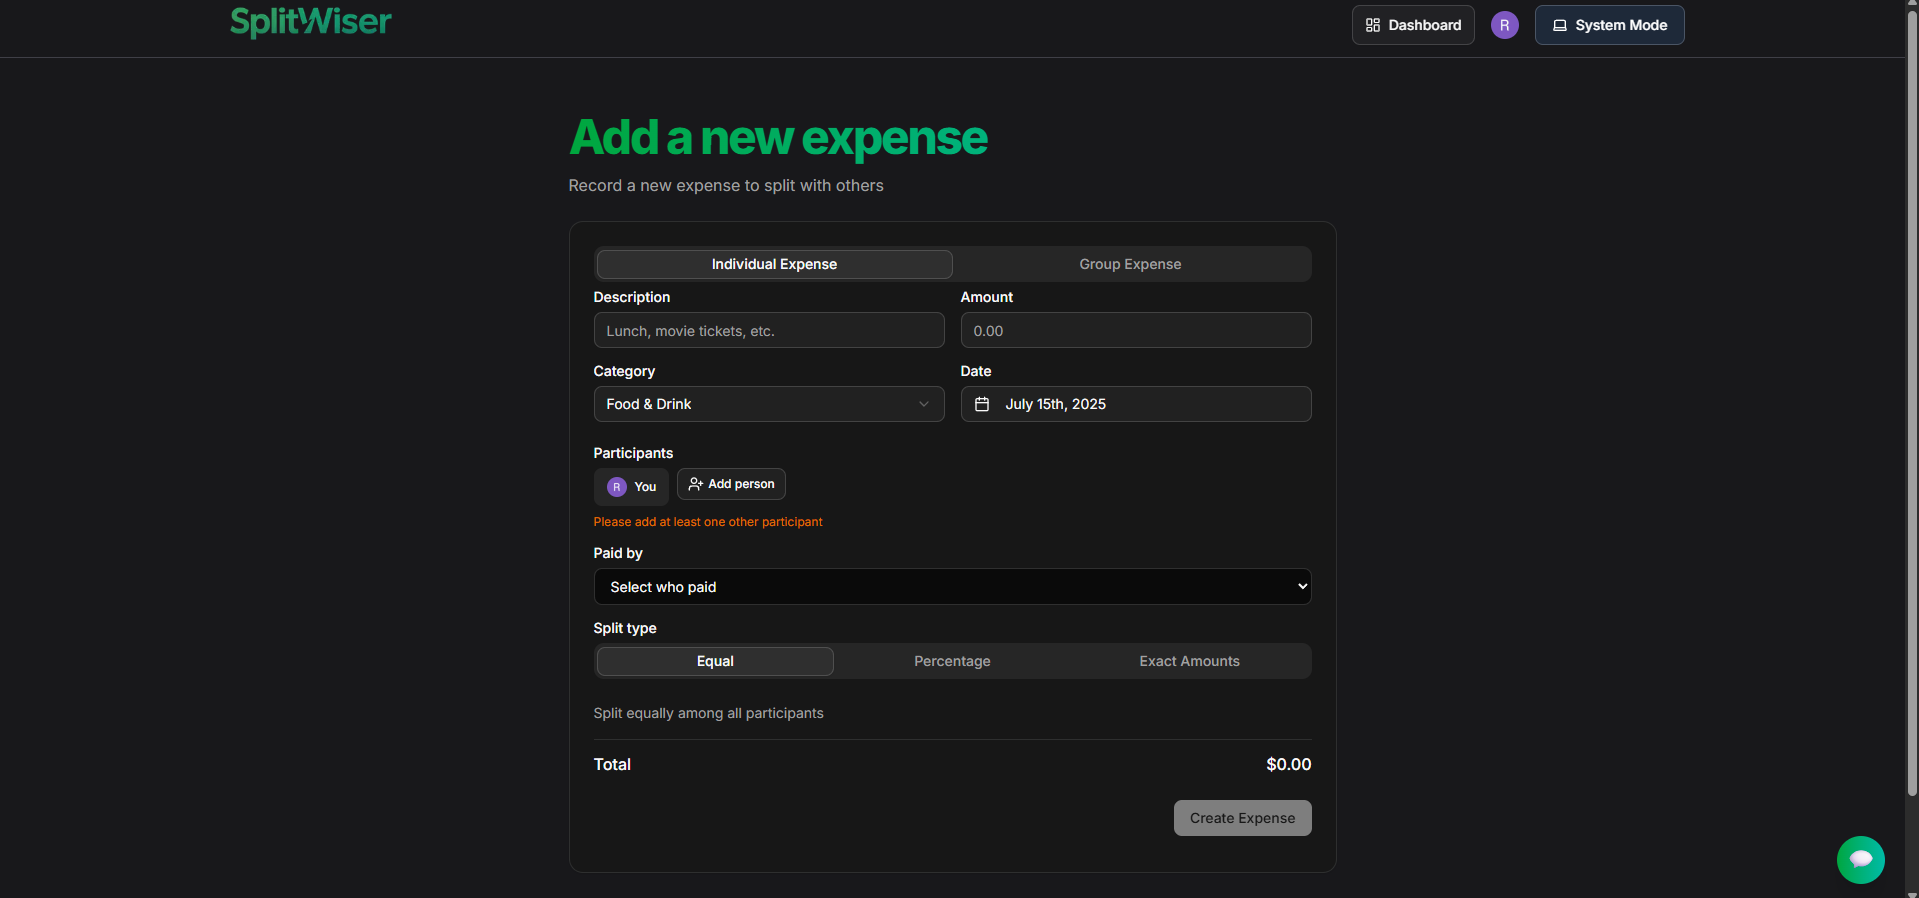 SplitWiser
Dashboard
R
System Mode
Add a new expense
Record a new expense to split with others
Individual Expense
Group Expense
Description
Amount
Lunch, movie tickets, etc.
0.00
Category
Date
Food & Drink
July 15th, 2025
Participants
R You
Add person
Please add at least one other participant
Paid by
Select who paid
Split type
Equal
Percentage
Exact Amounts
Split equally among all participants
Total
$0.00
Create Expense